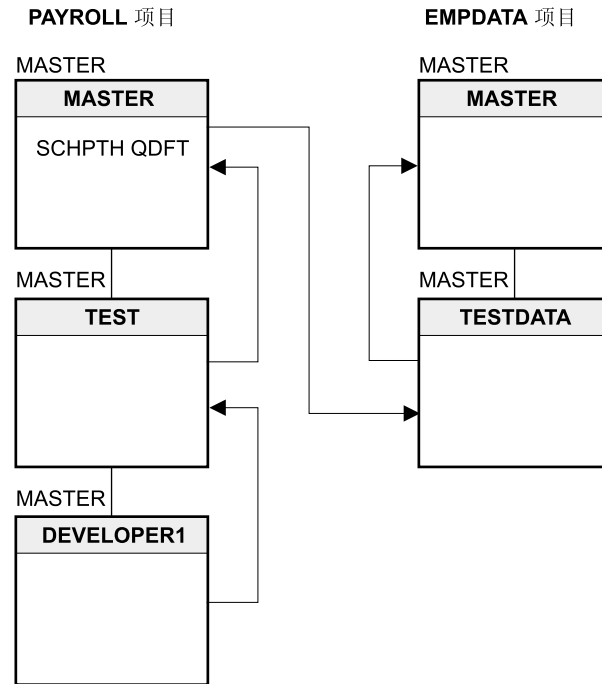 PAYROLL 项目
MASTER
MASTER
SCHPTH QDFT
MASTER
TEST
MASTER
DEVELOPER1
EMPDATA 项目
MASTER
MASTER
MASTER
TESTDATA